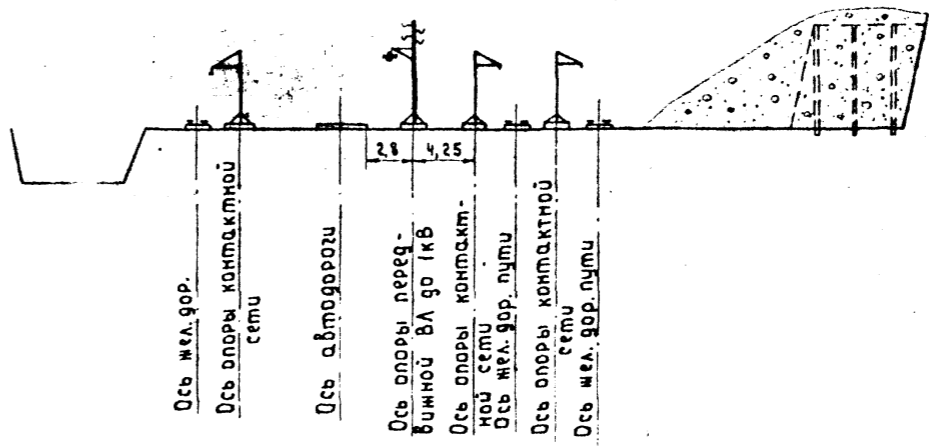 2,8
4,25
Ось жел. дор.
Ось опоры контактной
сети
Ось автодороги
Ось опоры перед-
вижной ВЛ до 1кВ
Ось опоры контакт-
ной сети
Ось жел. дор. пути
Ось опоры контактной
сети
Ось жел. дор. пути